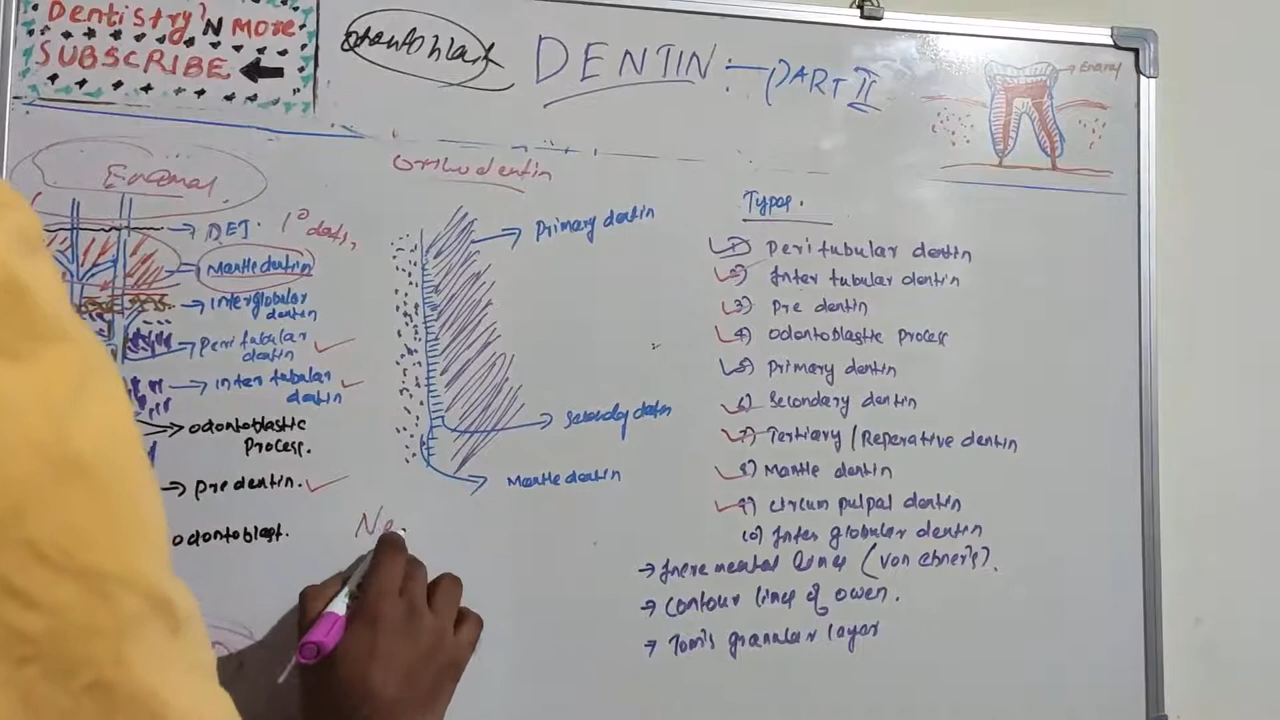 Dentistry'N more
SUBSCRIBE
odontoblast
DENTIN :- PART II
Enamel
Enamel
Orthodentin
DEJ. 1°
Mantle dentin
Interglobular
dentin
Peri tubular
dentin
Inter tubular
dentin
odontoblastic
Process.
Pre dentin.
odontoblast.
Primary dentin
Mantle dentin
Ne
Types.
1) Peri tubular dentin
2) Inter tubular dentin
3) Pre dentin
4) odontoblastic Process
5) Primary dentin
6) Secondary dentin
7) Tertiary / Reperative dentin
8) Mantle dentin
9) Circum pulpal dentin
10) Inter globular dentin
→ Incremental lines (Von ebner's).
→ Contour lines of owen.
→ Tom's granular layer